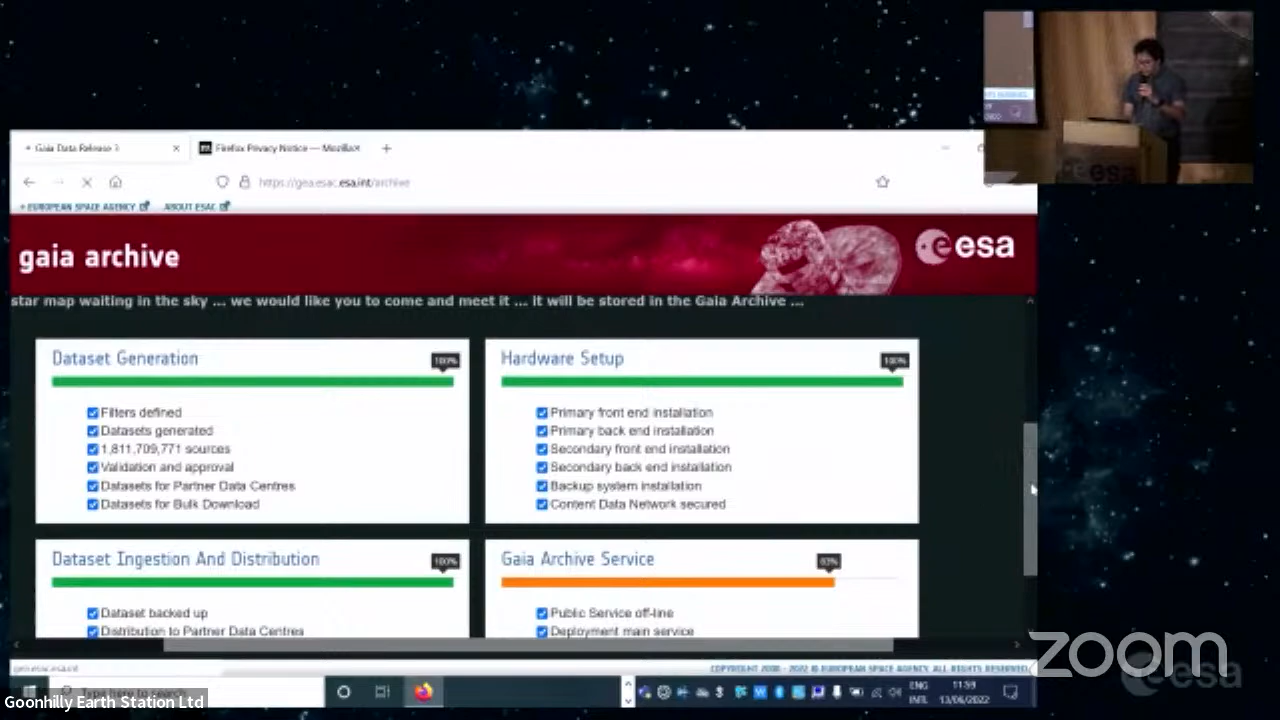 Gaia Data Release 3
Firefox Privacy Notice — Mozilla
https://gea.esac.esa.int/archive
EUROPEAN SPACE AGENCY
ABOUT ESAC
gaia archive
esa
star map waiting in the sky ... we would like you to come and meet it ... it will be stored in the Gaia Archive ...
Dataset Generation
100%
Filters defined
Datasets generated
1,811,709,771 sources
Validation and approval
Datasets for Partner Data Centres
Datasets for Bulk Download
Hardware Setup
100%
Primary front end installation
Primary back end installation
Secondary front end installation
Secondary back end installation
Backup system installation
Content Data Network secured
Dataset Ingestion And Distribution
100%
Dataset backed up
Distribution to Partner Data Centres
Gaia Archive Service
83%
Public Service off-line
Deployment main service
COPYRIGHT 2000 - 2022 © EUROPEAN SPACE AGENCY. ALL RIGHTS RESERVED.
Type here to search
ENG
INTL
11:59
13/06/2022
Goonhilly Earth Station Ltd
zoom
esa
esa